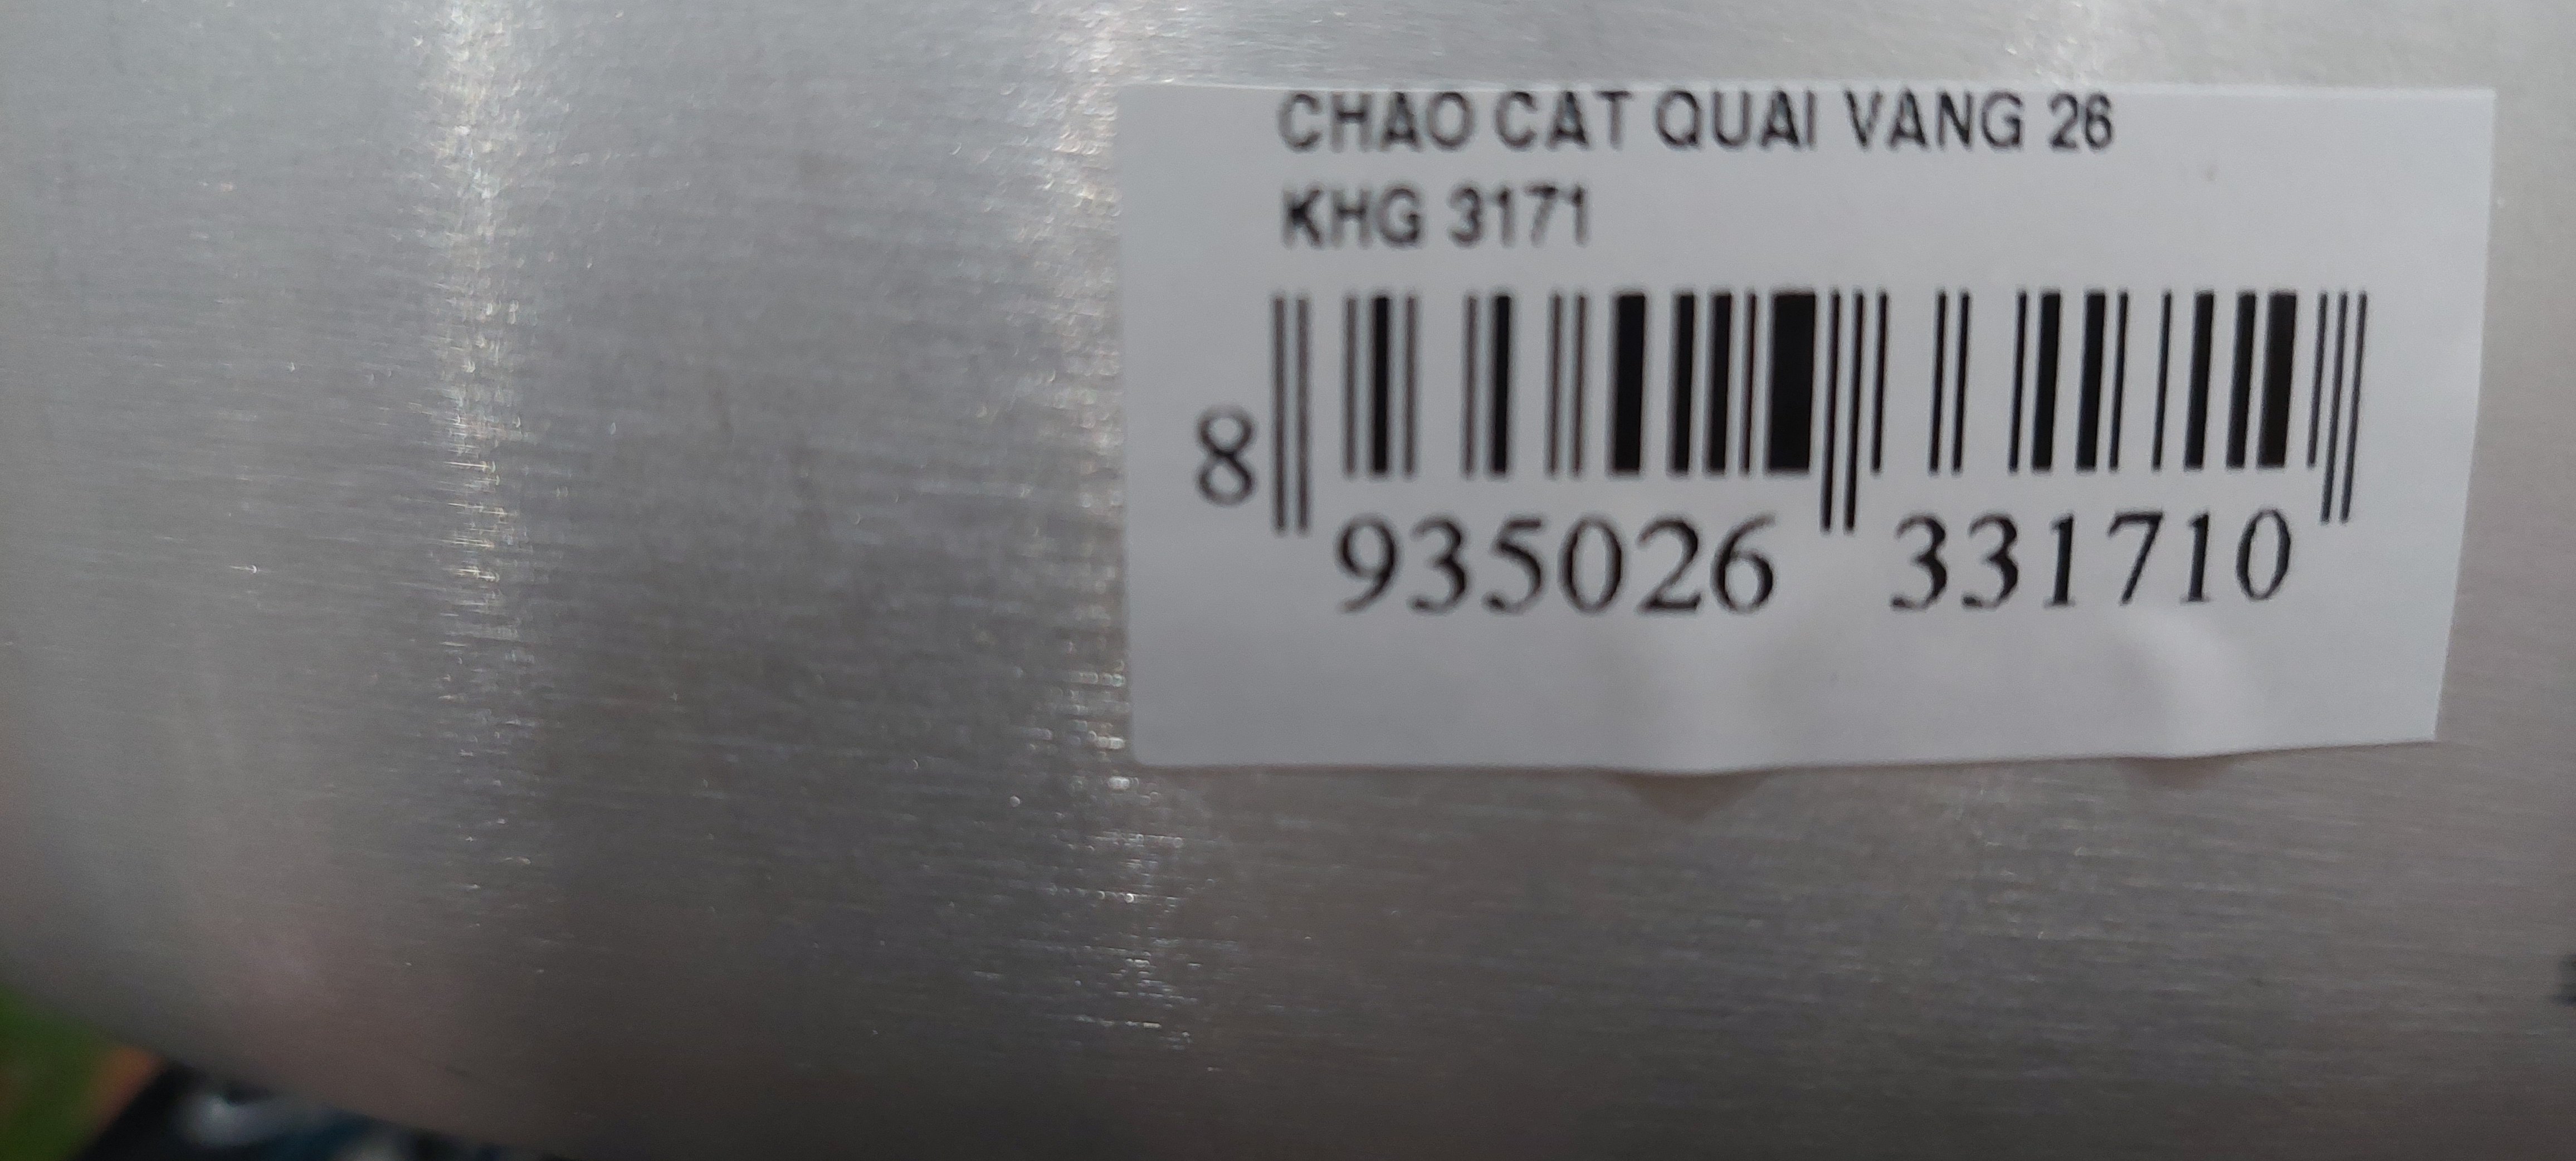 CHAO CAT QUAI VANG 26
KHG 3171
8 935026 331710